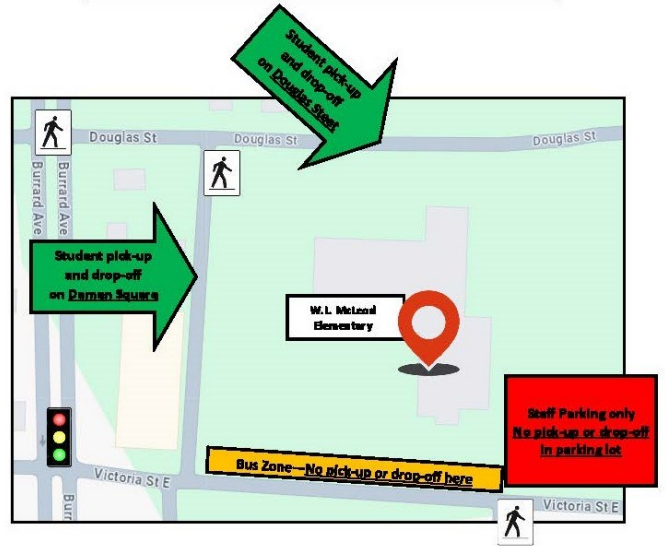 Student pick-up
and drop-off
on Douglas Steet
Douglas St
Douglas St
Douglas St
Burrard Ave
Burrard Ave
Student pick-up
and drop-off
on Damen Square
W.L. McLeod
Elementary
Staff Parking only
No pick-up or drop-off
in parking lot
Bus Zone—No pick-up or drop-off here
Victoria St E
Victoria St E
Burr